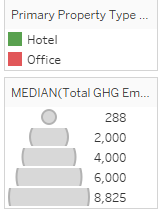 Primary Property Type ...
Hotel
Office
MEDIAN(Total GHG Em...
288
2,000
4,000
6,000
8,825